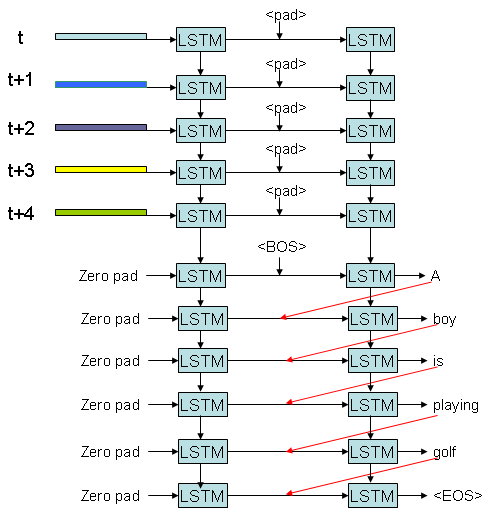 <pad>
t LSTM LSTM
<pad>
t+1 LSTM LSTM
<pad>
t+2 LSTM LSTM
<pad>
t+3 LSTM LSTM
<pad>
t+4 LSTM LSTM
<BOS>
Zero pad LSTM LSTM A
Zero pad LSTM LSTM boy
Zero pad LSTM LSTM is
Zero pad LSTM LSTM playing
Zero pad LSTM LSTM golf
Zero pad LSTM LSTM <EOS>